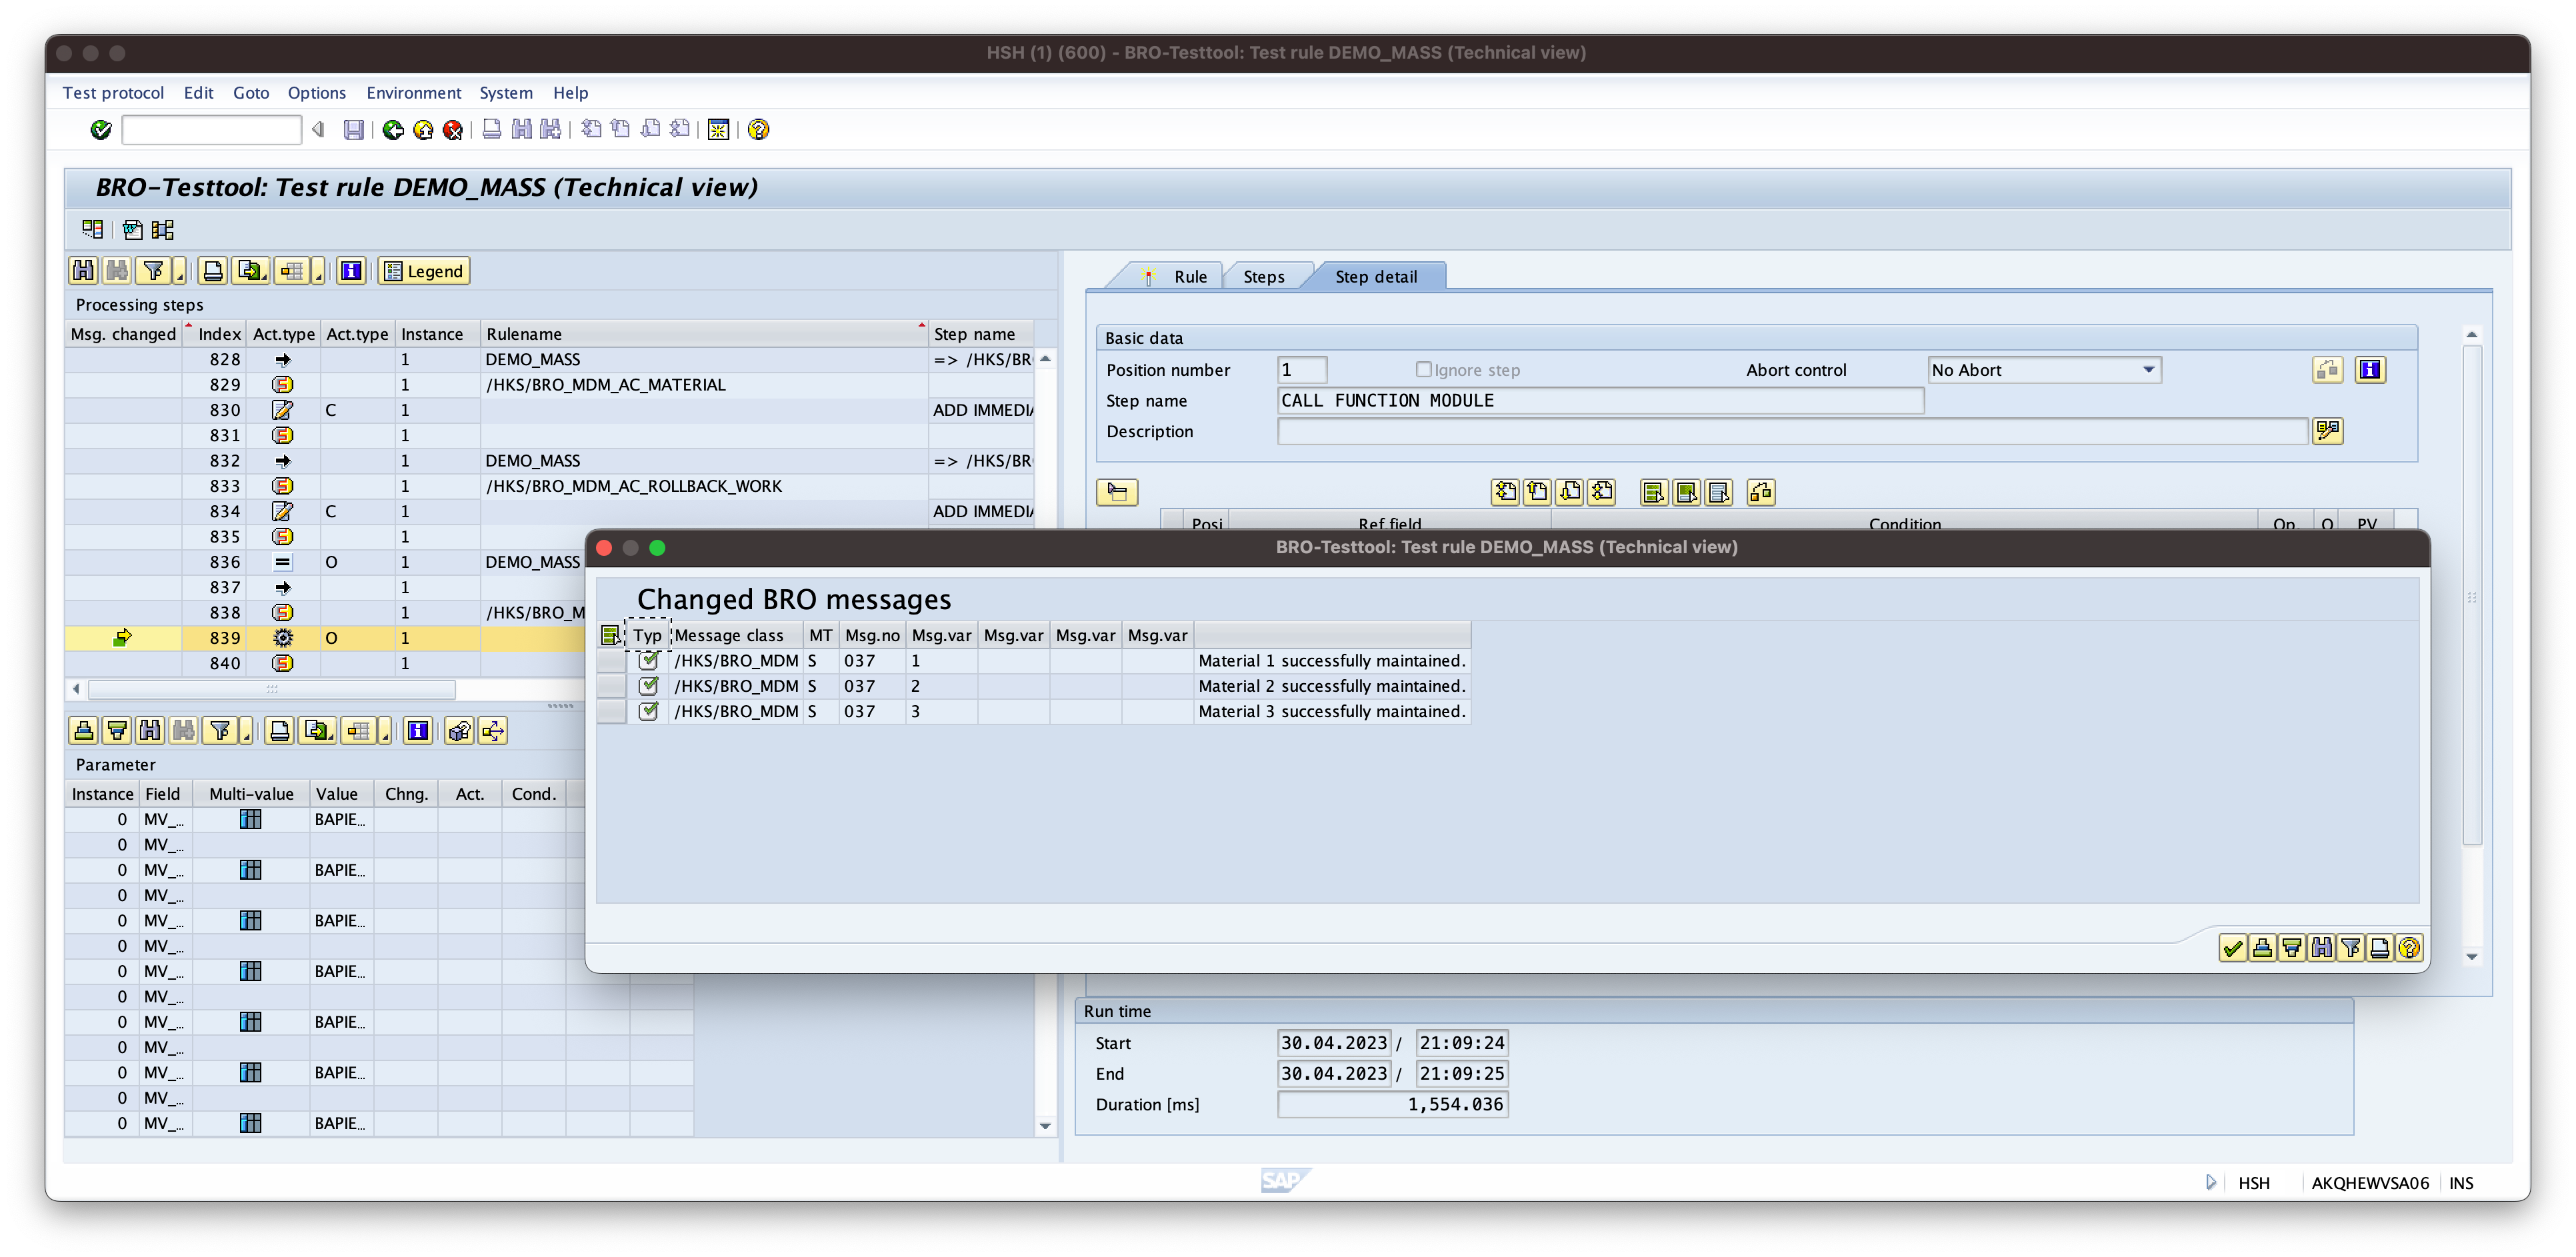 HSH (1) (600) - BRO-Testtool: Test rule DEMO_MASS (Technical view)
Test protocol Edit Goto Options Environment System Help
BRO-Testtool: Test rule DEMO_MASS (Technical view)
Legend
Processing steps
Msg. changed Index Act.type Act.type Instance Rulename Step name
828 1 DEMO_MASS => /HKS/BR
829 1 /HKS/BRO_MDM_AC_MATERIAL
830 C 1 ADD IMMEDIA
831 1
832 1 DEMO_MASS => /HKS/BR
833 1 /HKS/BRO_MDM_AC_ROLLBACK_WORK
834 C 1 ADD IMMEDIA
835 1
836 O 1 DEMO_MASS
837 1
838 1 /HKS/BRO_M
839 O 1
840 1
Parameter
Instance Field Multi-value Value Chng. Act. Cond.
0 MV_... BAPIE...
0 MV_...
0 MV_... BAPIE...
0 MV_...
0 MV_... BAPIE...
0 MV_...
0 MV_... BAPIE...
0 MV_...
0 MV_... BAPIE...
0 MV_...
0 MV_... BAPIE...
0 MV_...
0 MV_... BAPIE...
Rule Steps Step detail
Basic data
Position number 1 Ignore step Abort control No Abort
Step name CALL FUNCTION MODULE
Description
Posi Ref.field Condition Op. O PV
BRO-Testtool: Test rule DEMO_MASS (Technical view)
Changed BRO messages
Typ Message class MT Msg.no Msg.var Msg.var Msg.var Msg.var
/HKS/BRO_MDM S 037 1 Material 1 successfully maintained.
/HKS/BRO_MDM S 037 2 Material 2 successfully maintained.
/HKS/BRO_MDM S 037 3 Material 3 successfully maintained.
Run time
Start 30.04.2023 / 21:09:24
End 30.04.2023 / 21:09:25
Duration [ms] 1,554.036
SAP
HSH AKQHEWVSA06 INS